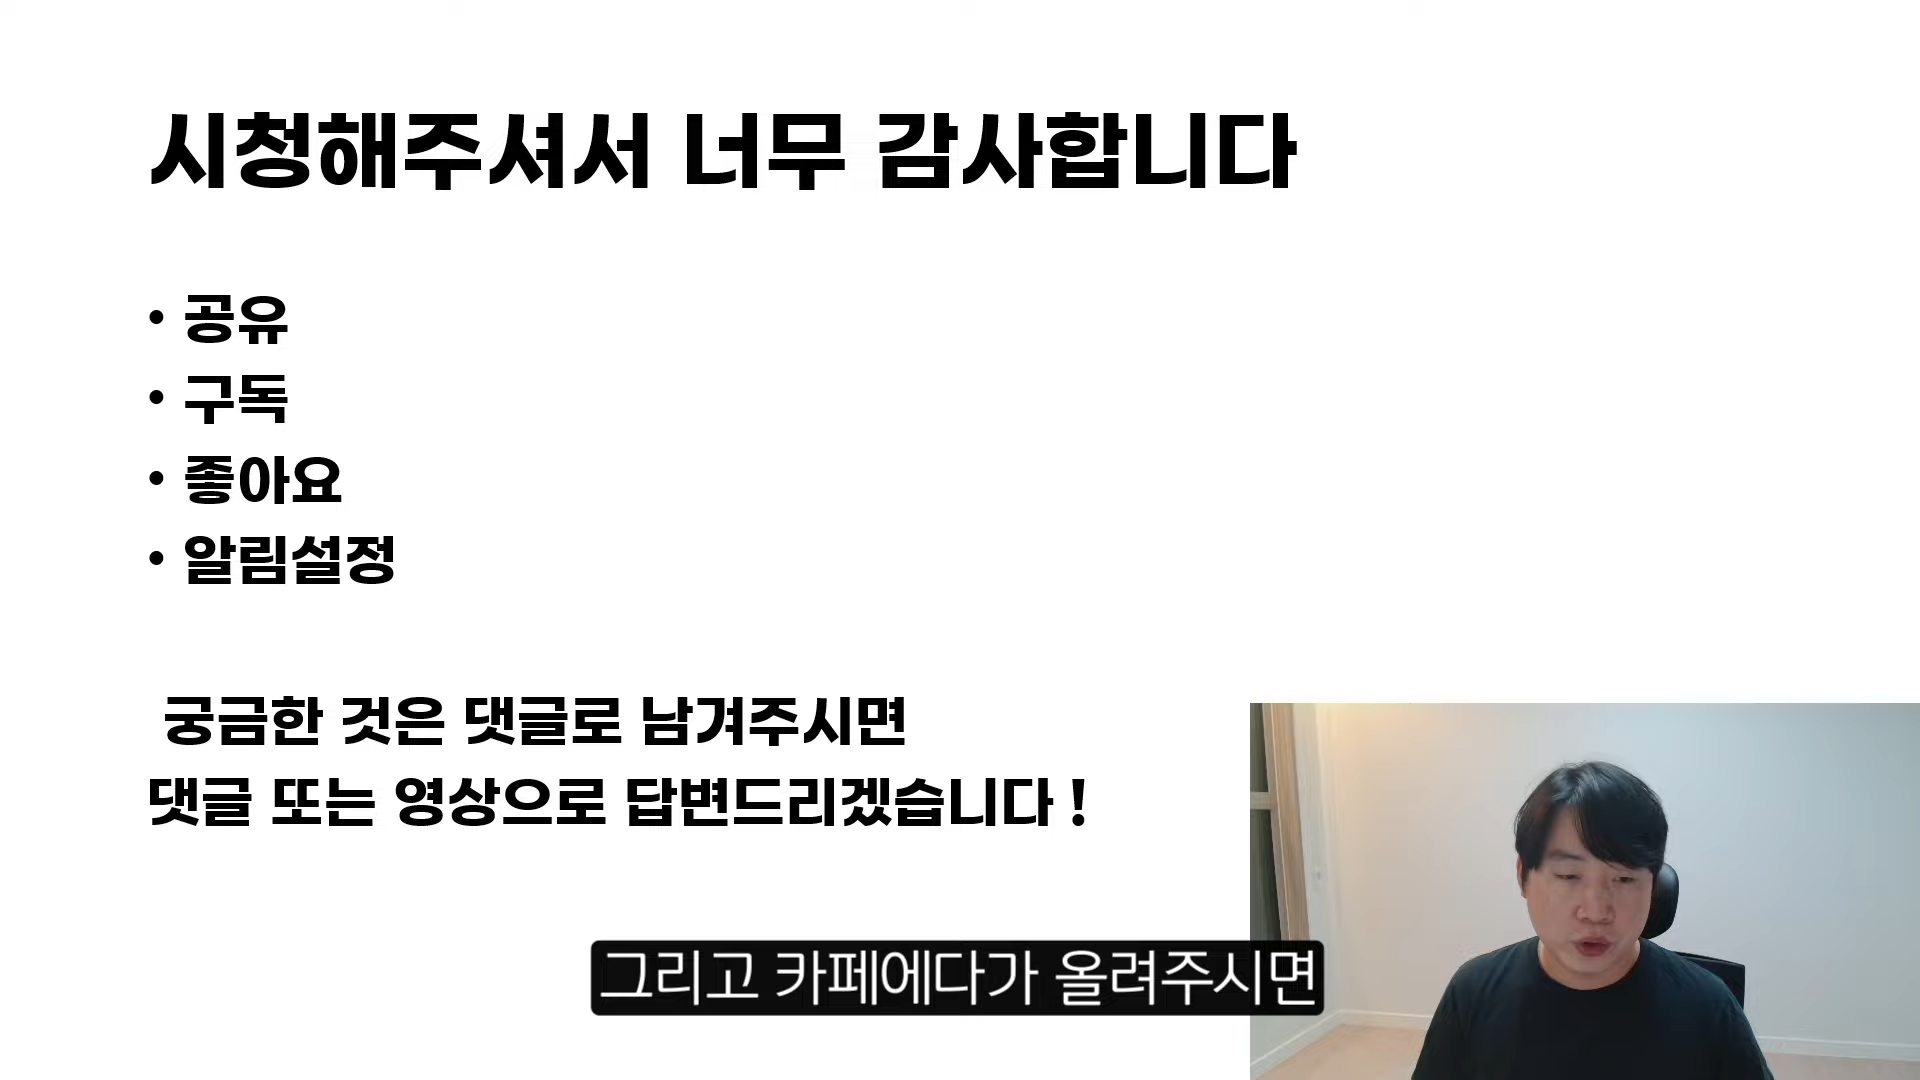 시청해주셔서 너무 감사합니다
• 공유
• 구독
• 좋아요
• 알림설정
궁금한 것은 댓글로 남겨주시면
댓글 또는 영상으로 답변드리겠습니다 !
그리고 카페에다가 올려주시면